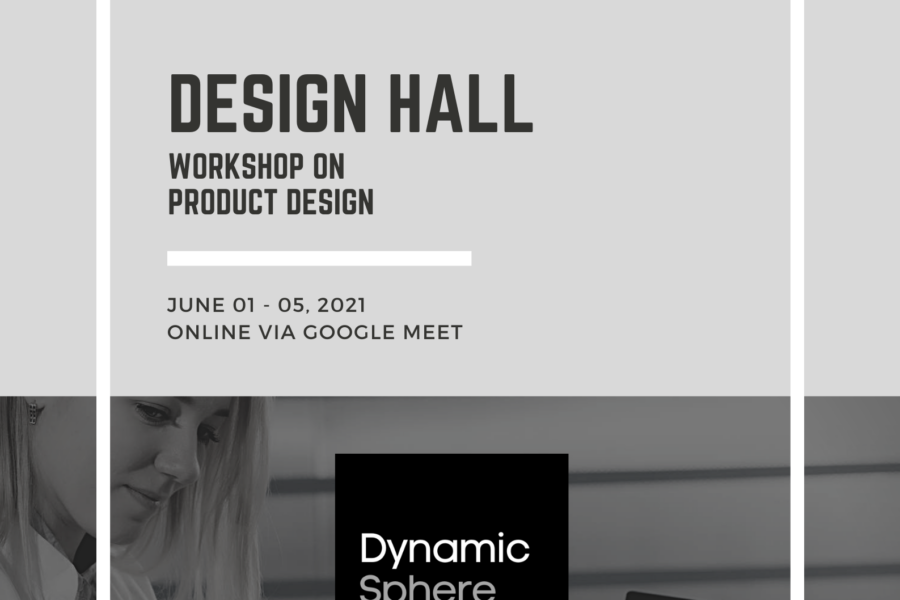 DESIGN HALL
WORKSHOP ON
PRODUCT DESIGN
JUNE 01 - 05, 2021
ONLINE VIA GOOGLE MEET
Dynamic
Sphere